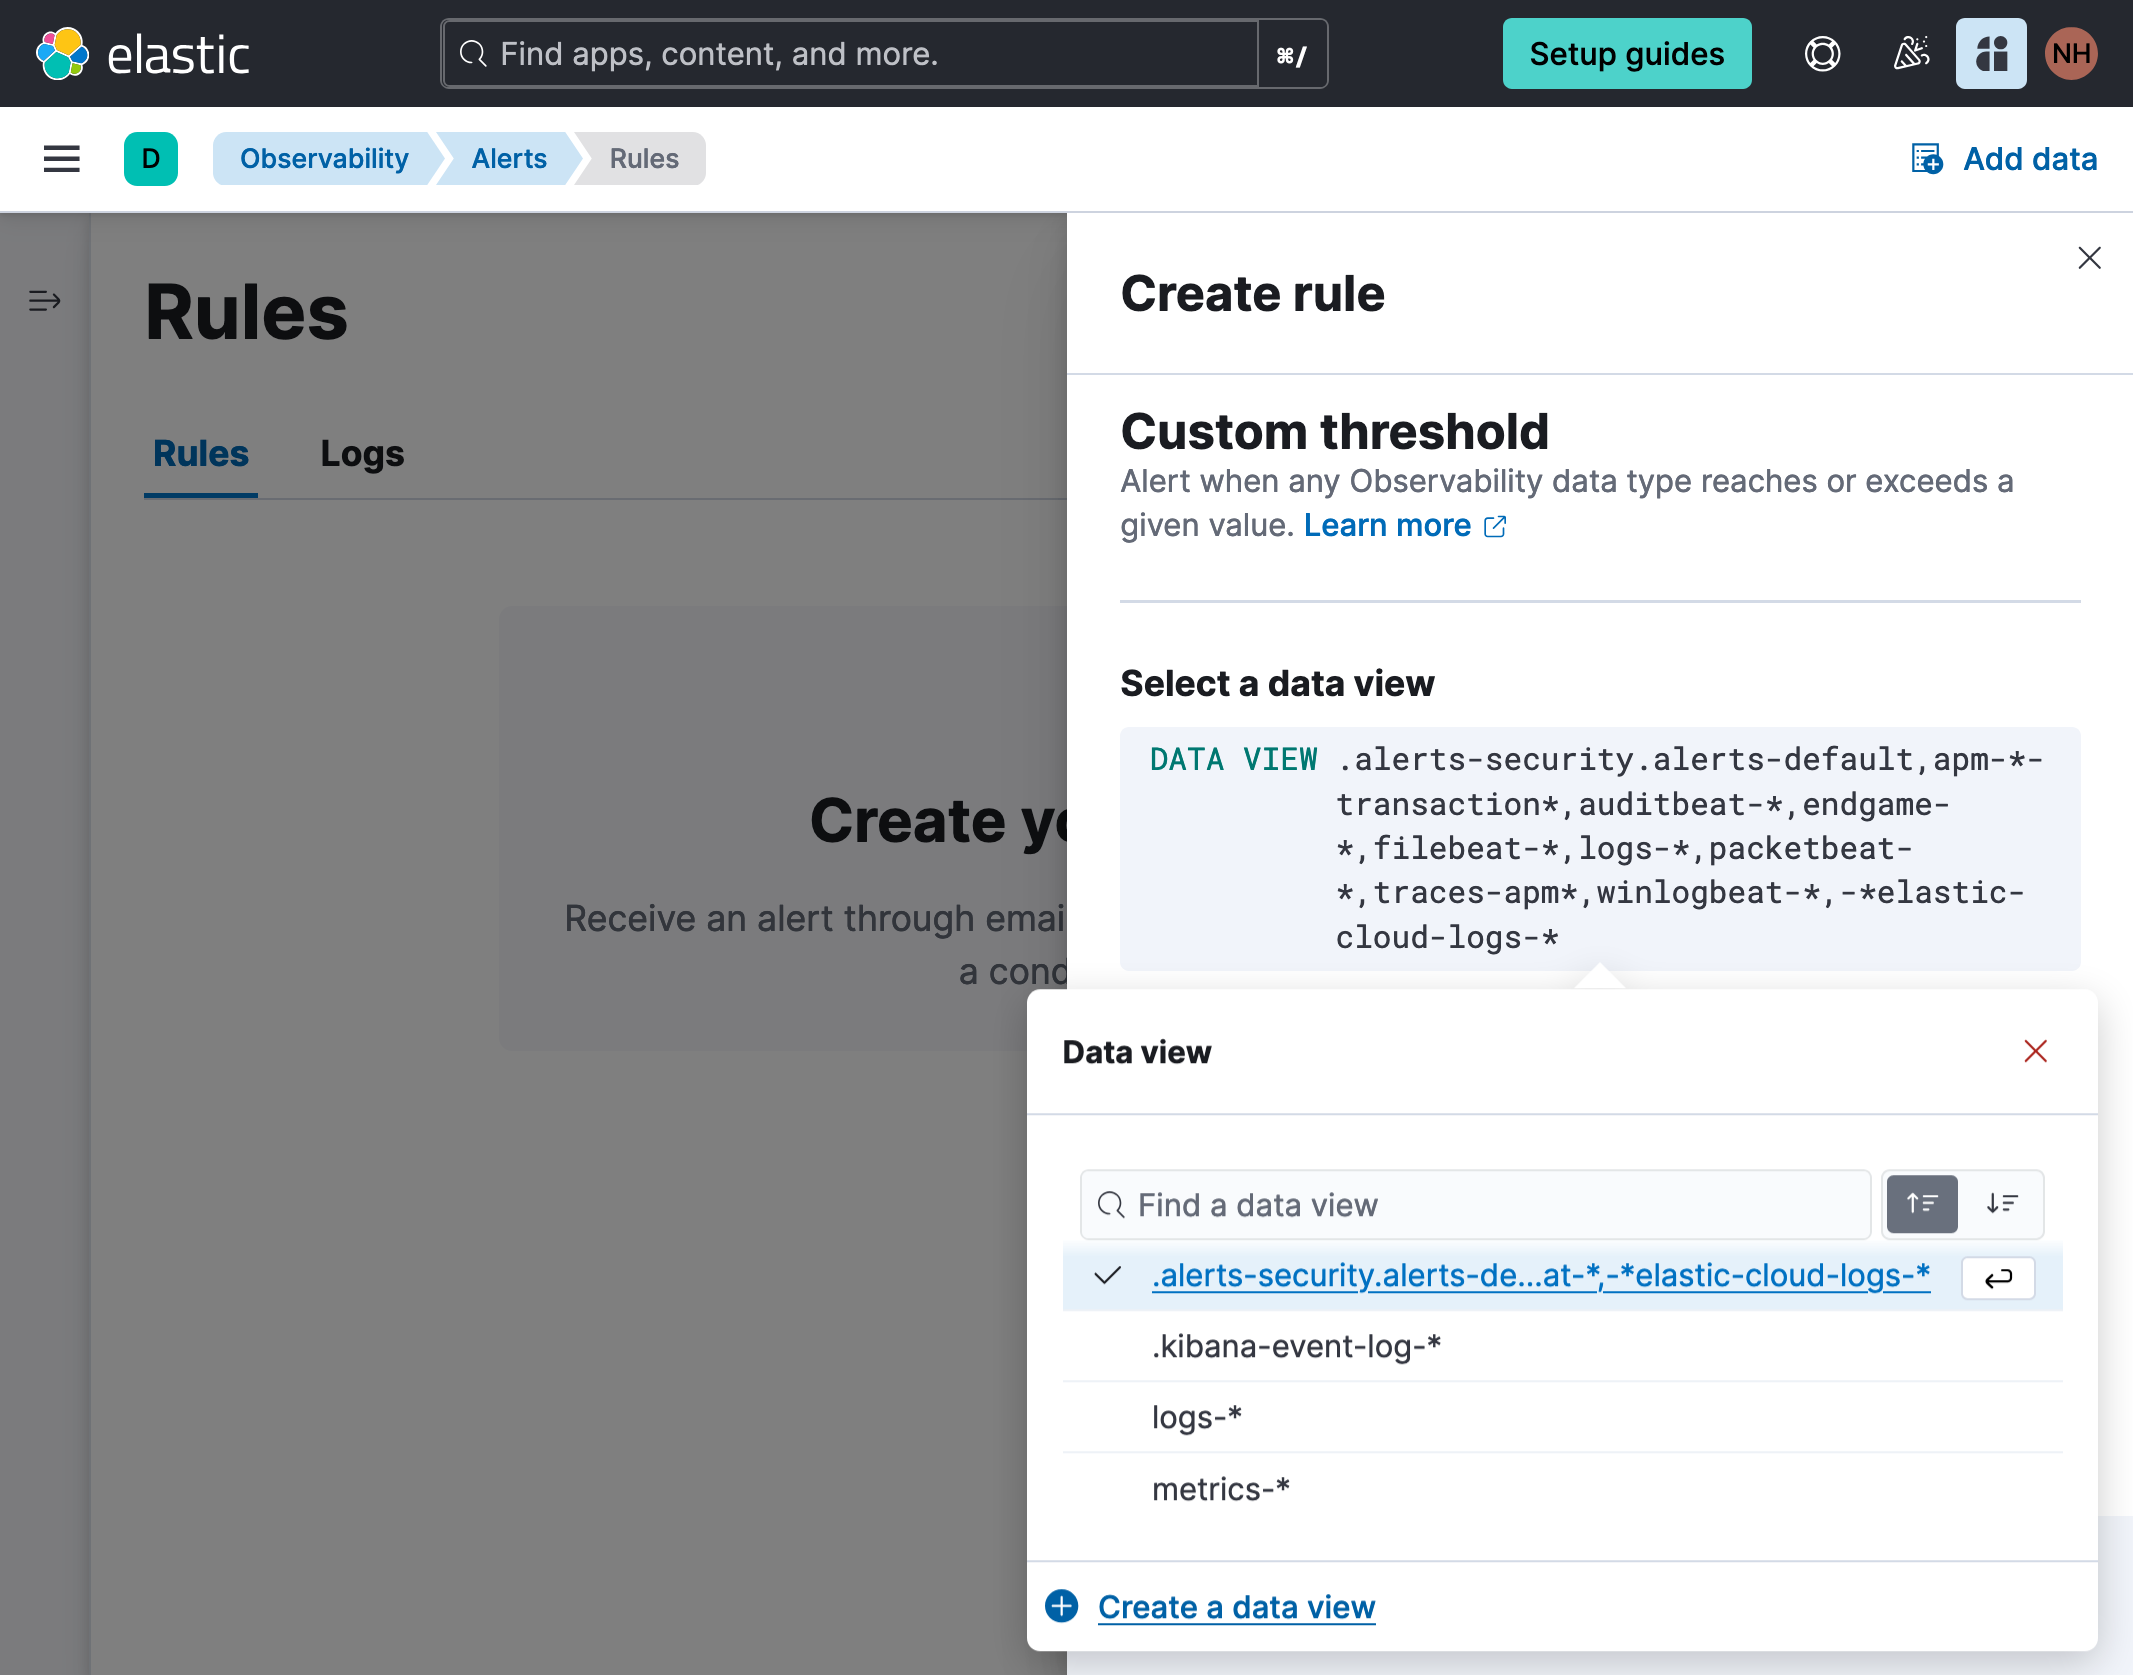 elastic
Find apps, content, and more.
⌘/
Setup guides
NH
D
Observability
Alerts
Rules
Add data
Rules
Rules
Logs
Create yo
Receive an alert through emai
a cond
Create rule
Custom threshold
Alert when any Observability data type reaches or exceeds a
given value. Learn more
Select a data view
DATA VIEW .alerts-security.alerts-default,apm-*-
transaction*,auditbeat-*,endgame-
*,filebeat-*,logs-*,packetbeat-
*,traces-apm*,winlogbeat-*,-*elastic-
cloud-logs-*
Data view
Find a data view
.alerts-security.alerts-de...at-*,-*elastic-cloud-logs-*
.kibana-event-log-*
logs-*
metrics-*
Create a data view